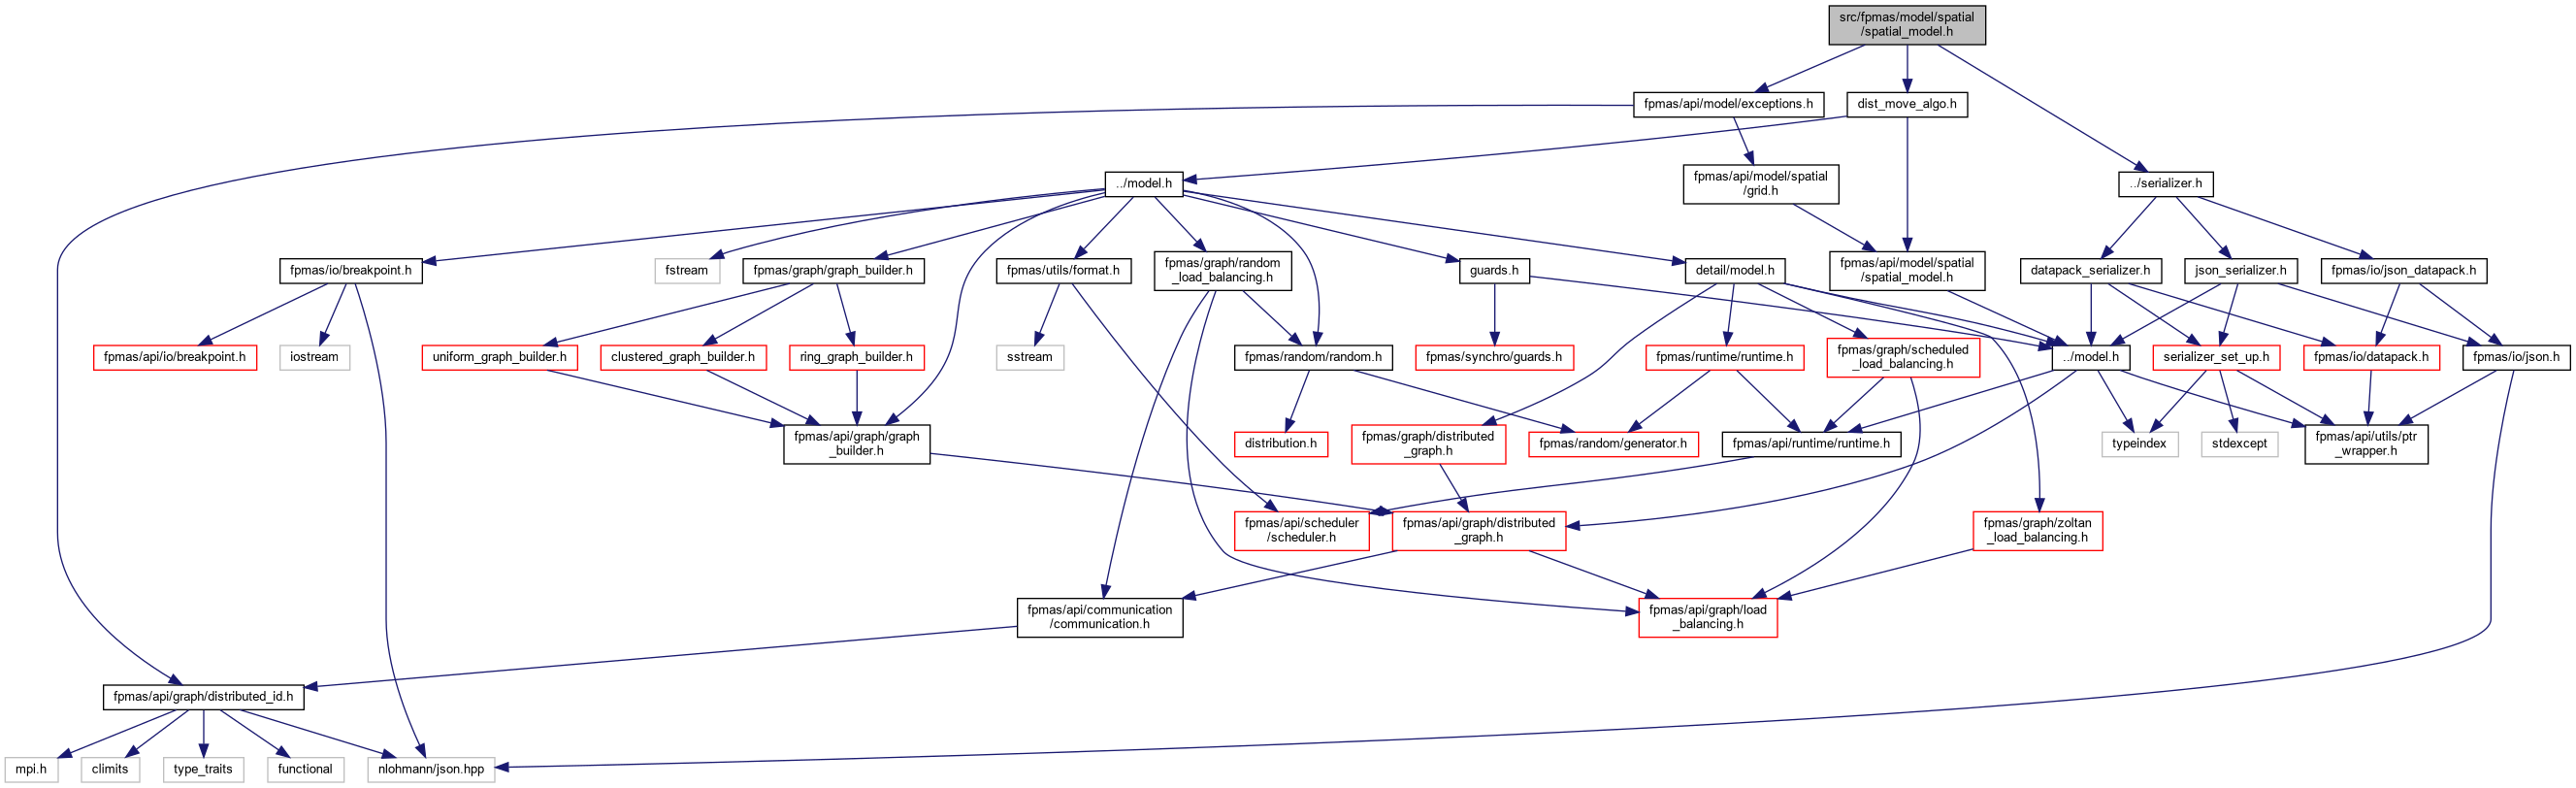 src/fpmas/model/spatial
/spatial_model.h
fpmas/api/model/exceptions.h
dist_move_algo.h
../model.h
fpmas/api/model/spatial
/grid.h
../serializer.h
fpmas/io/breakpoint.h
fstream
fpmas/graph/graph_builder.h
fpmas/utils/format.h
fpmas/graph/random
_load_balancing.h
guards.h
detail/model.h
fpmas/api/model/spatial
/spatial_model.h
datapack_serializer.h
json_serializer.h
fpmas/io/json_datapack.h
fpmas/api/io/breakpoint.h
iostream
uniform_graph_builder.h
clustered_graph_builder.h
ring_graph_builder.h
sstream
fpmas/random/random.h
fpmas/synchro/guards.h
fpmas/runtime/runtime.h
fpmas/graph/scheduled
_load_balancing.h
../model.h
serializer_set_up.h
fpmas/io/datapack.h
fpmas/io/json.h
fpmas/api/graph/graph
_builder.h
distribution.h
fpmas/graph/distributed
_graph.h
fpmas/random/generator.h
fpmas/api/runtime/runtime.h
typeindex
stdexcept
fpmas/api/utils/ptr
_wrapper.h
fpmas/api/scheduler
/scheduler.h
fpmas/api/graph/distributed
_graph.h
fpmas/graph/zoltan
_load_balancing.h
fpmas/api/communication
/communication.h
fpmas/api/graph/load
_balancing.h
fpmas/api/graph/distributed_id.h
mpi.h
climits
type_traits
functional
nlohmann/json.hpp